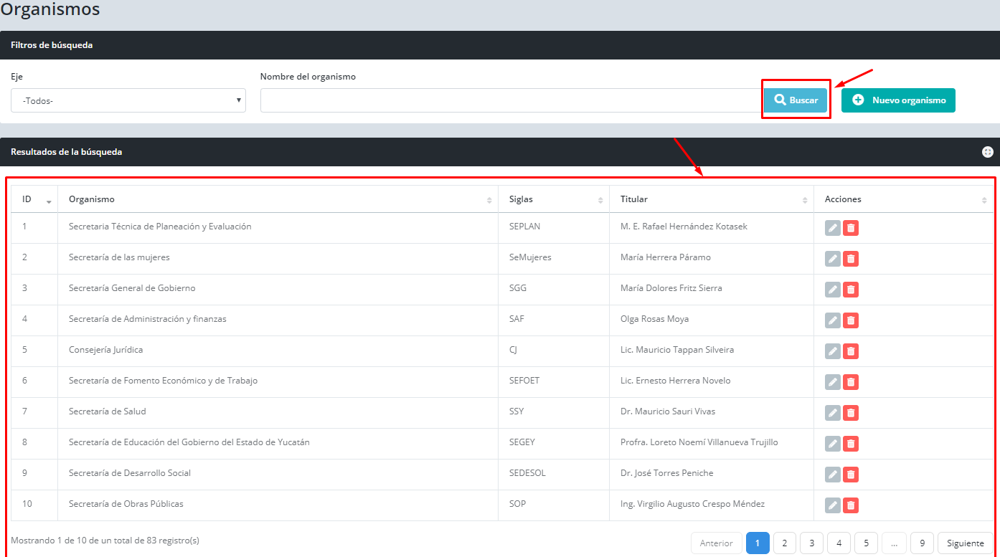 Organismos
Filtros de búsqueda
Eje Nombre del organismo
-Todos- Buscar Nuevo organismo
Resultados de la búsqueda
ID Organismo Siglas Titular Acciones
1 Secretaria Técnica de Planeación y Evaluación SEPLAN M. E. Rafael Hernández Kotasek
2 Secretaría de las mujeres SeMujeres María Herrera Páramo
3 Secretaría General de Gobierno SGG María Dolores Fritz Sierra
4 Secretaría de Administración y finanzas SAF Olga Rosas Moya
5 Consejería Jurídica CJ Lic. Mauricio Tappan Silveira
6 Secretaría de Fomento Económico y de Trabajo SEFOET Lic. Ernesto Herrera Novelo
7 Secretaría de Salud SSY Dr. Mauricio Sauri Vivas
8 Secretaría de Educación del Gobierno del Estado de Yucatán SEGEY Profra. Loreto Noemí Villanueva Trujillo
9 Secretaría de Desarrollo Social SEDESOL Dr. José Torres Peniche
10 Secretaría de Obras Públicas SOP Ing. Virgilio Augusto Crespo Méndez
Mostrando 1 de 10 de un total de 83 registro(s) Anterior 1 2 3 4 5 ... 9 Siguiente